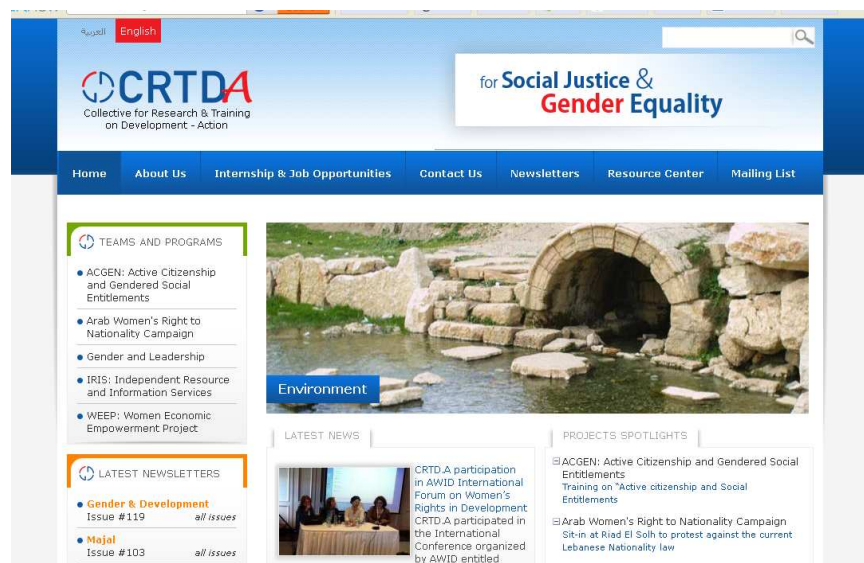 العربية
English
CRTDA
Collective for Research & Training
on Development - Action
for Social Justice &
Gender Equality
Home
About Us
Internship & Job Opportunities
Contact Us
Newsletters
Resource Center
Mailing List
TEAMS AND PROGRAMS
ACGEN: Active Citizenship
and Gendered Social
Entitlements
Arab Women's Right to
Nationality Campaign
Gender and Leadership
IRIS: Independent Resource
and Information Services
WEEP: Women Economic
Empowerment Project
LATEST NEWSLETTERS
Gender & Development
Issue #119 all issues
Majal
Issue #103 all issues
Environment
LATEST NEWS
CRTD.A participation
in AWID International
Forum on Women's
Rights in Development
CRTD.A participated in
the International
Conference organized
by AWID entitled
PROJECTS SPOTLIGHTS
ACGEN: Active Citizenship and Gendered Social
Entitlements
Training on "Active citizenship and Social
Entitlements
Arab Women's Right to Nationality Campaign
Sit-in at Riad El Solh to protest against the current
Lebanese Nationality law